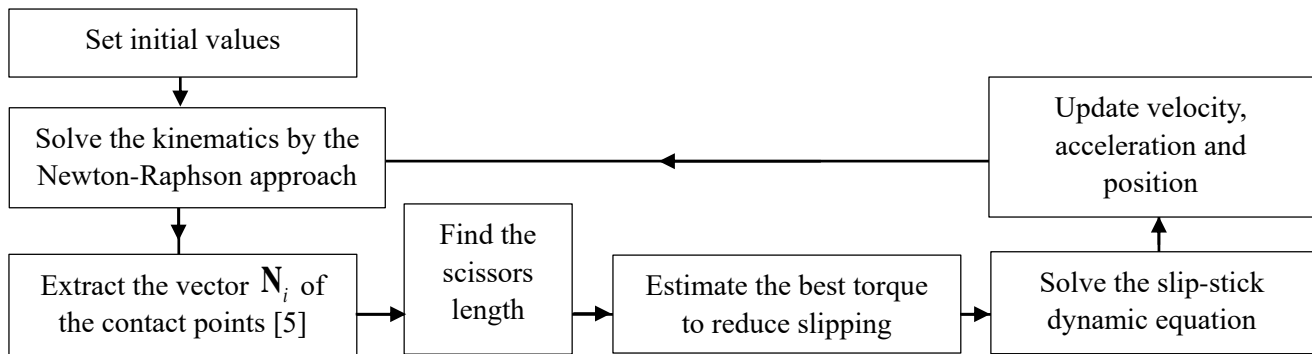 Set initial values
Solve the kinematics by the
Newton-Raphson approach
Extract the vector N_i of
the contact points [5]
Find the
scissors
length
Estimate the best torque
to reduce slipping
Solve the slip-stick
dynamic equation
Update velocity,
acceleration and
position